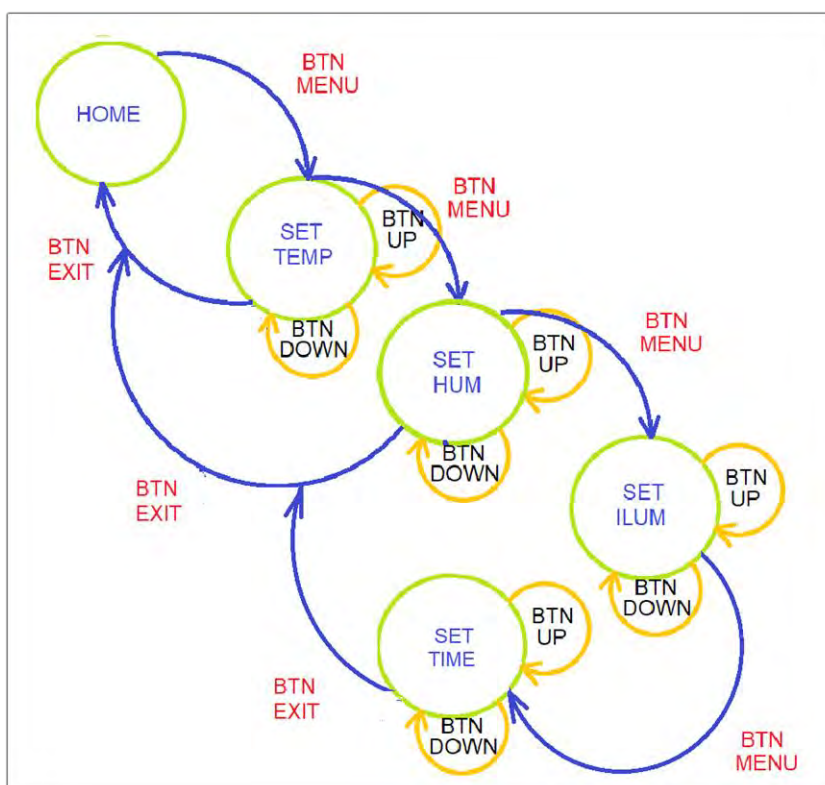 BTN
MENU
HOME
BTN
MENU
SET
TEMP
BTN
UP
BTN
EXIT
BTN
DOWN
BTN
MENU
SET
HUM
BTN
UP
BTN
DOWN
BTN
EXIT
SET
ILUM
BTN
UP
BTN
DOWN
SET
TIME
BTN
UP
BTN
EXIT
BTN
DOWN
BTN
MENU